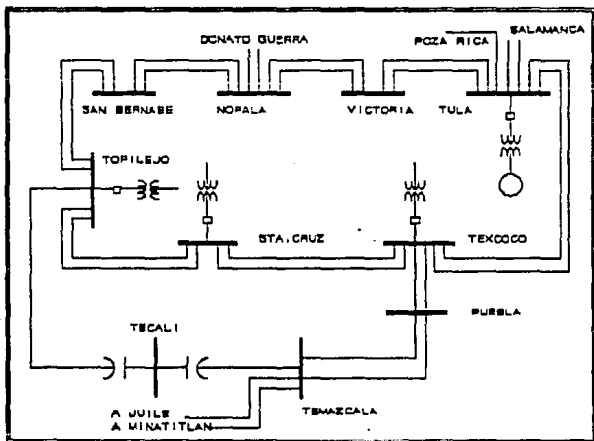 DONATO GUERRA
SALAMANCA
POZA RICA
SAN BERNABE
NOPALA
VICTORIA
TULA
TOPILEJO
STA.CRUZ
TEXCOCO
PUEBLA
TECALI
TEMAZCALA
A JUILE
A MINATITLAN